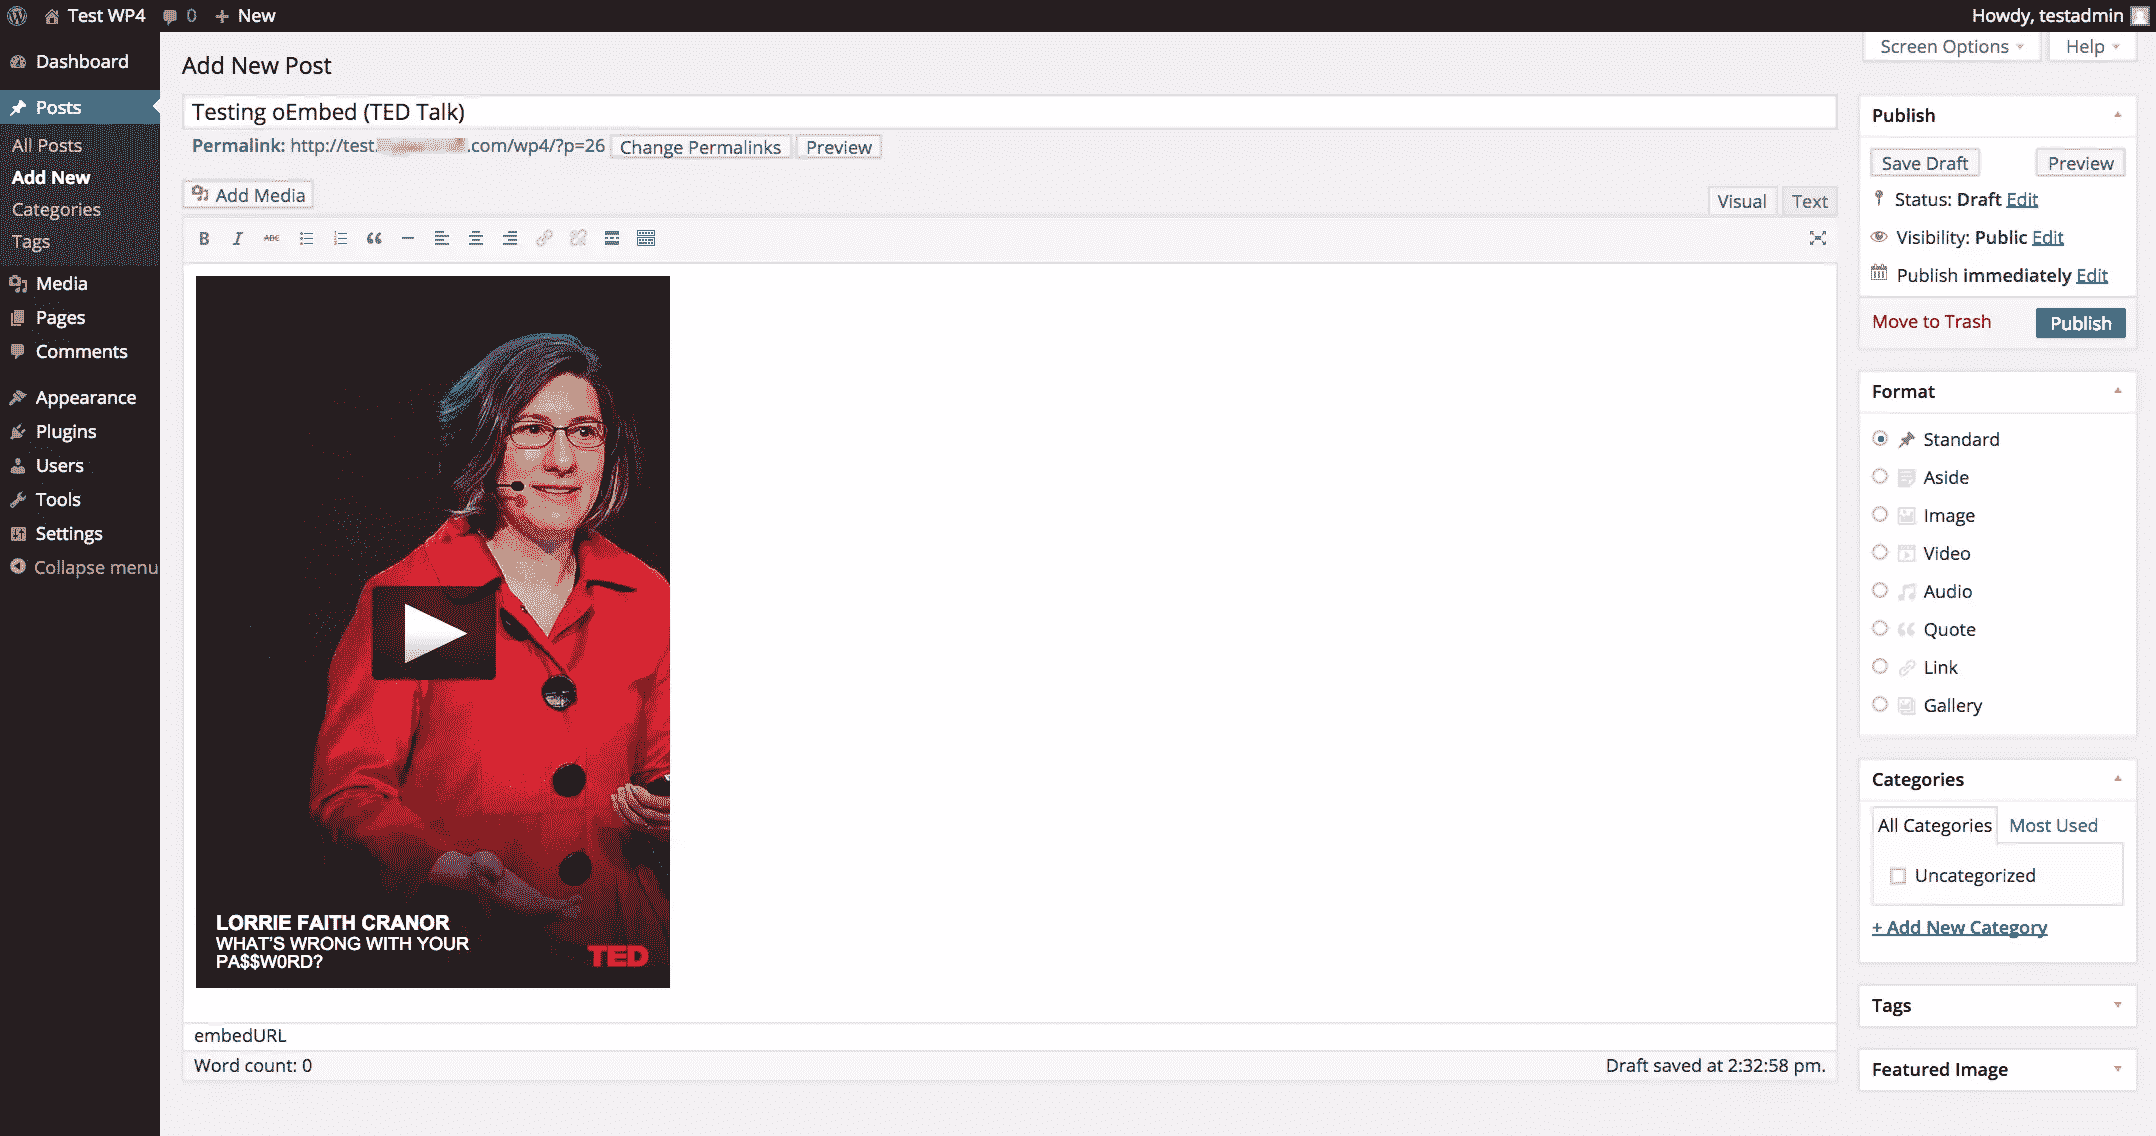 Test WP4 0 + New Howdy, testadmin
Screen Options Help
Dashboard
Posts
All Posts
Add New
Categories
Tags
Media
Pages
Comments
Appearance
Plugins
Users
Tools
Settings
Collapse menu
Add New Post
Testing oEmbed (TED Talk)
Permalink: http://test. .com/wp4/?p=26 Change Permalinks Preview
Add Media
Visual Text
B I ABC
LORRIE FAITH CRANOR
WHAT'S WRONG WITH YOUR
PA$$W0RD?
TED
embedURL
Word count: 0 Draft saved at 2:32:58 pm.
Publish
Save Draft Preview
Status: Draft Edit
Visibility: Public Edit
Publish immediately Edit
Move to Trash Publish
Format
Standard
Aside
Image
Video
Audio
Quote
Link
Gallery
Categories
All Categories Most Used
Uncategorized
+ Add New Category
Tags
Featured Image